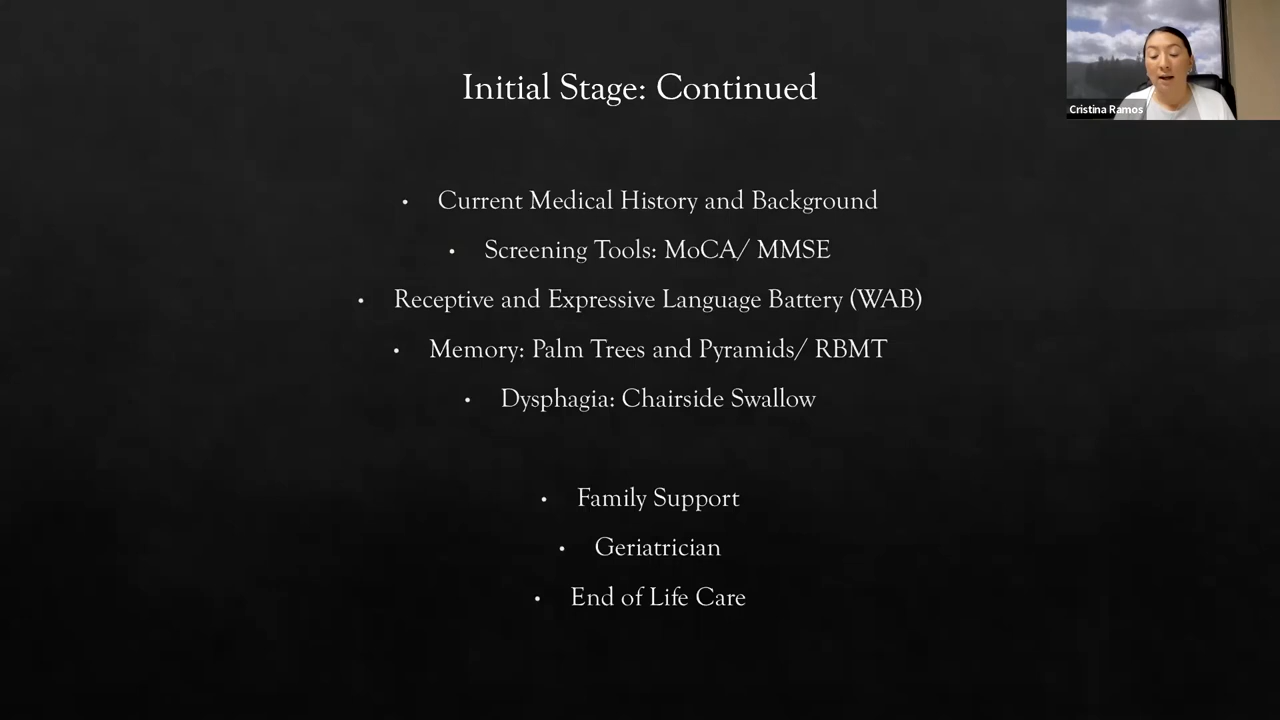 Initial Stage: Continued
Cristina Ramos
• Current Medical History and Background
• Screening Tools: MoCA/ MMSE
• Receptive and Expressive Language Battery (WAB)
• Memory: Palm Trees and Pyramids/ RBMT
• Dysphagia: Chairside Swallow
• Family Support
• Geriatrician
• End of Life Care